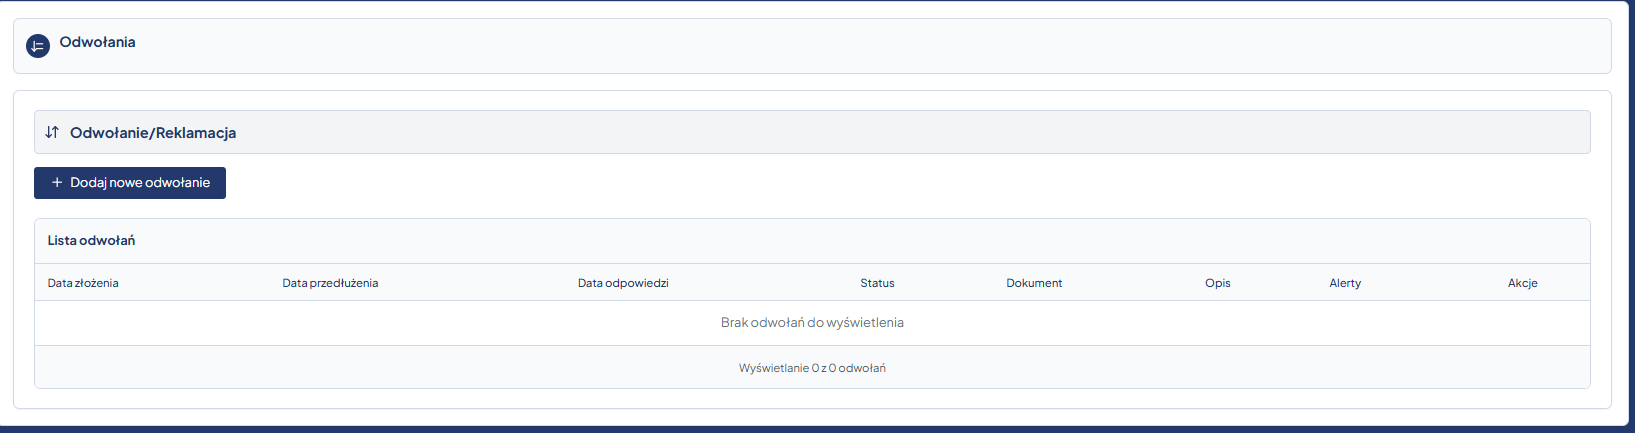 Odwołania
Odwołanie/Reklamacja
+ Dodaj nowe odwołanie
Lista odwołań
Data złożenia Data przedłużenia Data odpowiedzi Status Dokument Opis Alerty Akcje
Brak odwołań do wyświetlenia
Wyświetlanie 0 z 0 odwołań